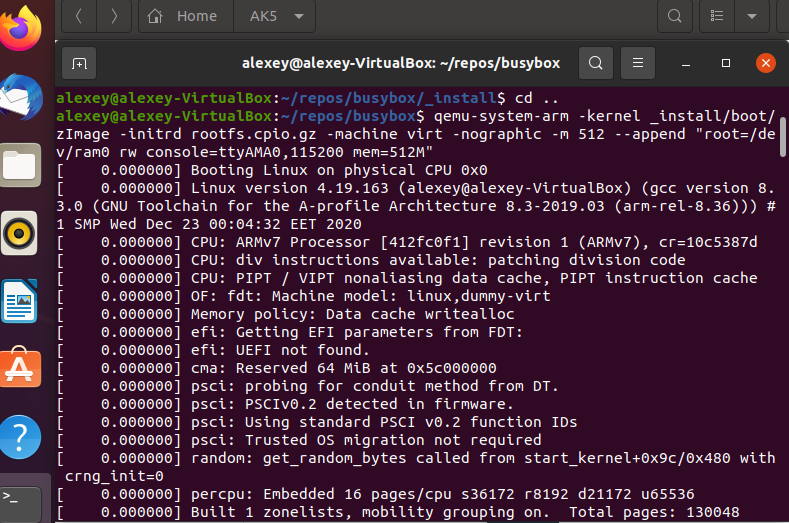 Home
AK5
alexey@alexey-VirtualBox: ~/repos/busybox
alexey@alexey-VirtualBox:~/repos/busybox/_install$ cd ..
alexey@alexey-VirtualBox:~/repos/busybox$ qemu-system-arm -kernel _install/boot/
zImage -initrd rootfs.cpio.gz -machine virt -nographic -m 512 --append "root=/de
v/ram0 rw console=ttyAMA0,115200 mem=512M"
[    0.000000] Booting Linux on physical CPU 0x0
[    0.000000] Linux version 4.19.163 (alexey@alexey-VirtualBox) (gcc version 8.
3.0 (GNU Toolchain for the A-profile Architecture 8.3-2019.03 (arm-rel-8.36))) #
1 SMP Wed Dec 23 00:04:32 EET 2020
[    0.000000] CPU: ARMv7 Processor [412fc0f1] revision 1 (ARMv7), cr=10c5387d
[    0.000000] CPU: div instructions available: patching division code
[    0.000000] CPU: PIPT / VIPT nonaliasing data cache, PIPT instruction cache
[    0.000000] OF: fdt: Machine model: linux,dummy-virt
[    0.000000] Memory policy: Data cache writealloc
[    0.000000] efi: Getting EFI parameters from FDT:
[    0.000000] efi: UEFI not found.
[    0.000000] cma: Reserved 64 MiB at 0x5c000000
[    0.000000] psci: probing for conduit method from DT.
[    0.000000] psci: PSCIv0.2 detected in firmware.
[    0.000000] psci: Using standard PSCI v0.2 function IDs
[    0.000000] psci: Trusted OS migration not required
[    0.000000] random: get_random_bytes called from start_kernel+0x9c/0x480 with
 crng_init=0
[    0.000000] percpu: Embedded 16 pages/cpu s36172 r8192 d21172 u65536
[    0.000000] Built 1 zonelists, mobility grouping on.  Total pages: 130048